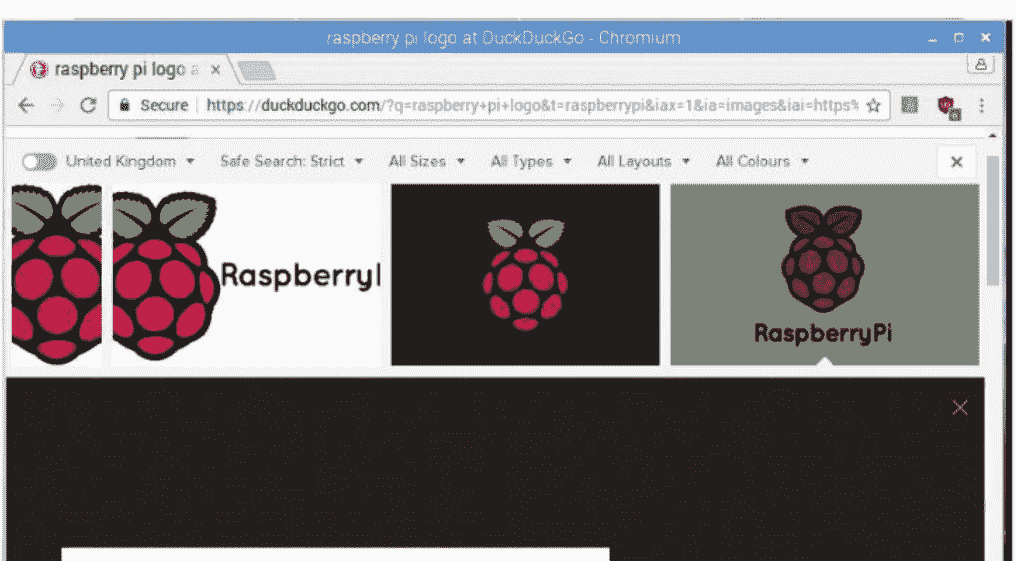 raspberry pi logo at DuckDuckGo - Chromium
raspberry pi logo a
Secure https://duckduckgo.com/?q=raspberry+pi+logo&t=raspberrypi&iax=1&ia=images&iai=https%
United Kingdom Safe Search: Strict All Sizes All Types All Layouts All Colours
Raspberry
RaspberryPi